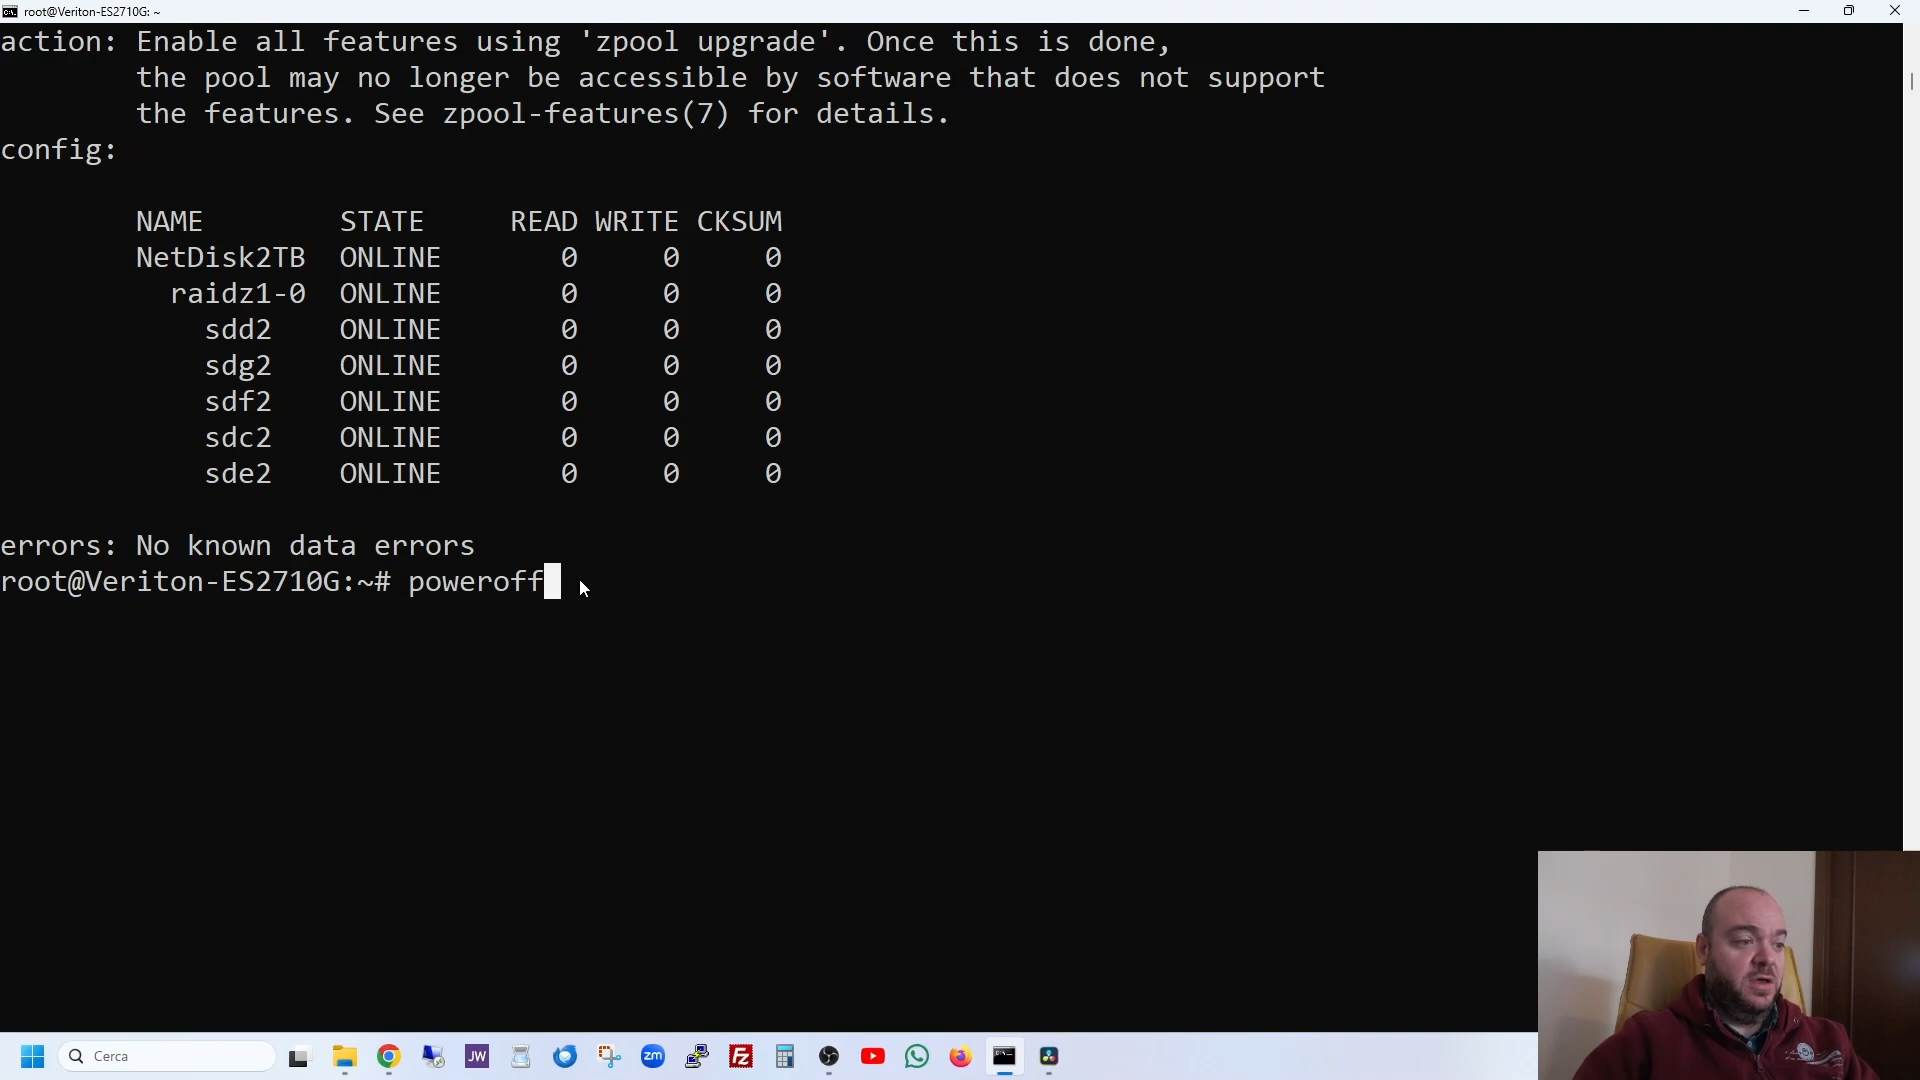 root@Veriton-ES2710G: ~
action: Enable all features using 'zpool upgrade'. Once this is done,
the pool may no longer be accessible by software that does not support
the features. See zpool-features(7) for details.
config:
NAME STATE READ WRITE CKSUM
NetDisk2TB ONLINE 0 0 0
raidz1-0 ONLINE 0 0 0
sdd2 ONLINE 0 0 0
sdg2 ONLINE 0 0 0
sdf2 ONLINE 0 0 0
sdc2 ONLINE 0 0 0
sde2 ONLINE 0 0 0
errors: No known data errors
root@Veriton-ES2710G:~# poweroff
Cerca
JW
zm
FZ